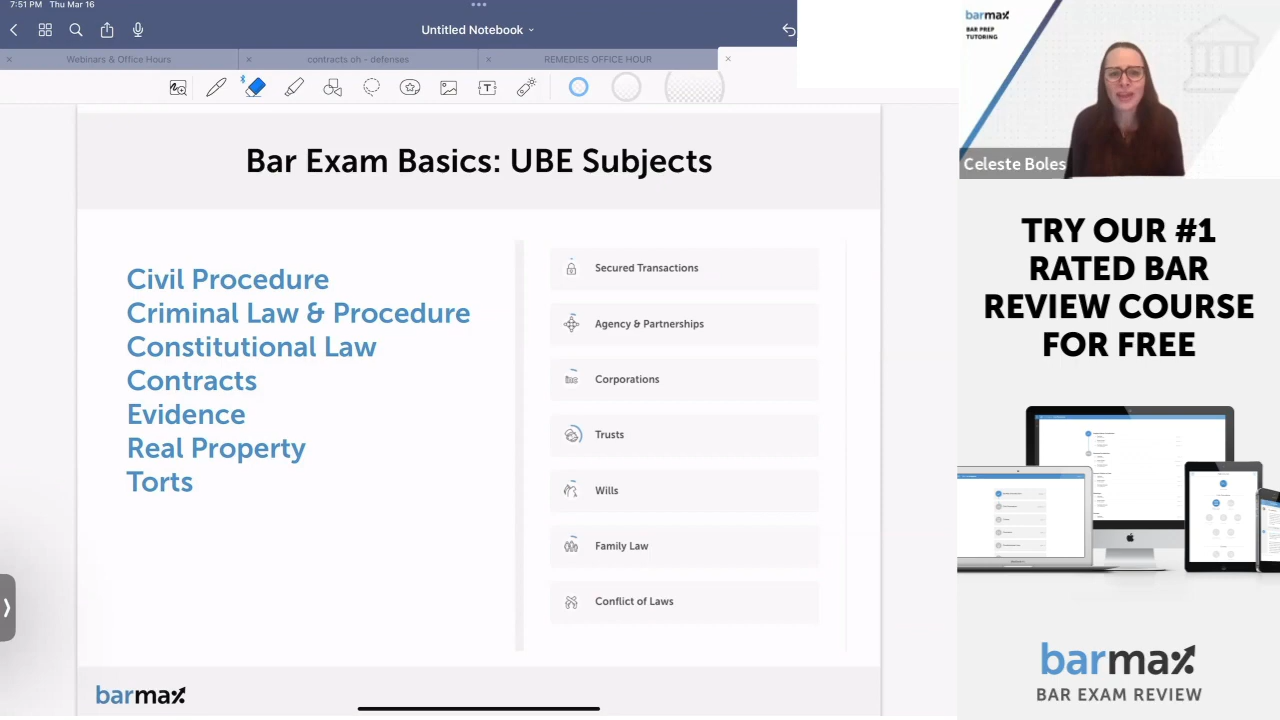 7:51 PM Thu Mar 16
Untitled Notebook
Webinars & Office Hours
contracts oh - defenses
REMEDIES OFFICE HOUR
T
Bar Exam Basics: UBE Subjects
Civil Procedure
Criminal Law & Procedure
Constitutional Law
Contracts
Evidence
Real Property
Torts
Secured Transactions
Agency & Partnerships
Corporations
Trusts
Wills
Family Law
Conflict of Laws
barmax
barmax
BAR PREP
TUTORING
Celeste Boles
TRY OUR #1
RATED BAR
REVIEW COURSE
FOR FREE
barmax
BAR EXAM REVIEW